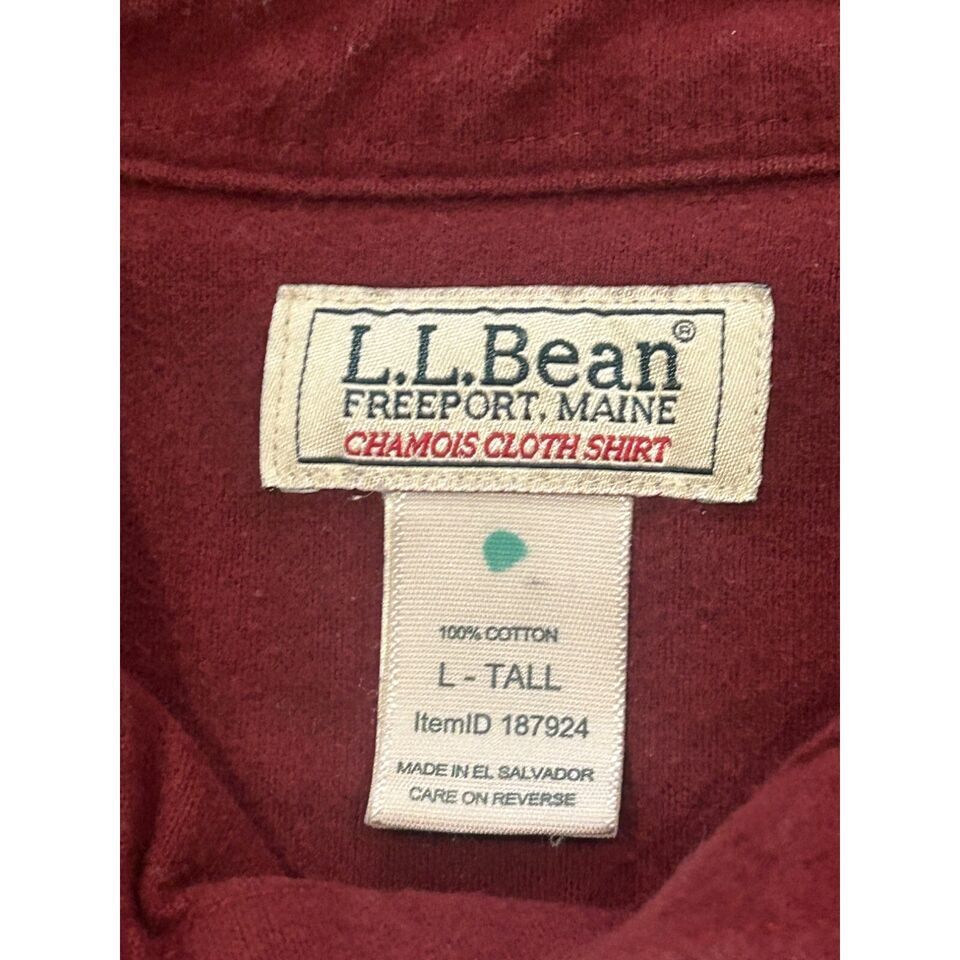 L.L.Bean®
FREEPORT, MAINE
CHAMOIS CLOTH SHIRT
100% COTTON
L - TALL
ItemID 187924
MADE IN EL SALVADOR
CARE ON REVERSE